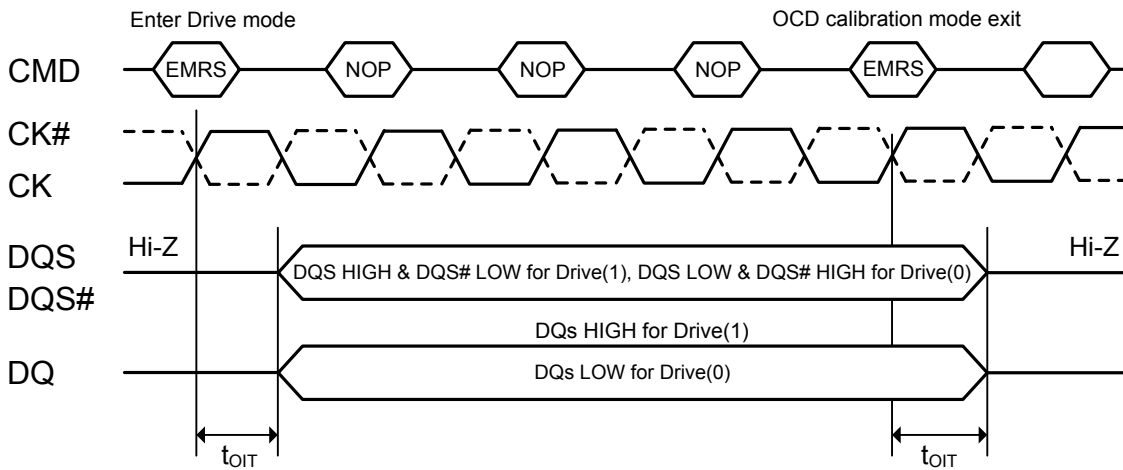 Enter Drive mode
OCD calibration mode exit
CMD
EMRS
NOP
NOP
NOP
EMRS
CK#
CK
Hi-Z
Hi-Z
DQS
DQS HIGH & DQS# LOW for Drive(1), DQS LOW & DQS# HIGH for Drive(0)
DQS#
DQs HIGH for Drive(1)
DQ
DQs LOW for Drive(0)
tOIT
tOIT